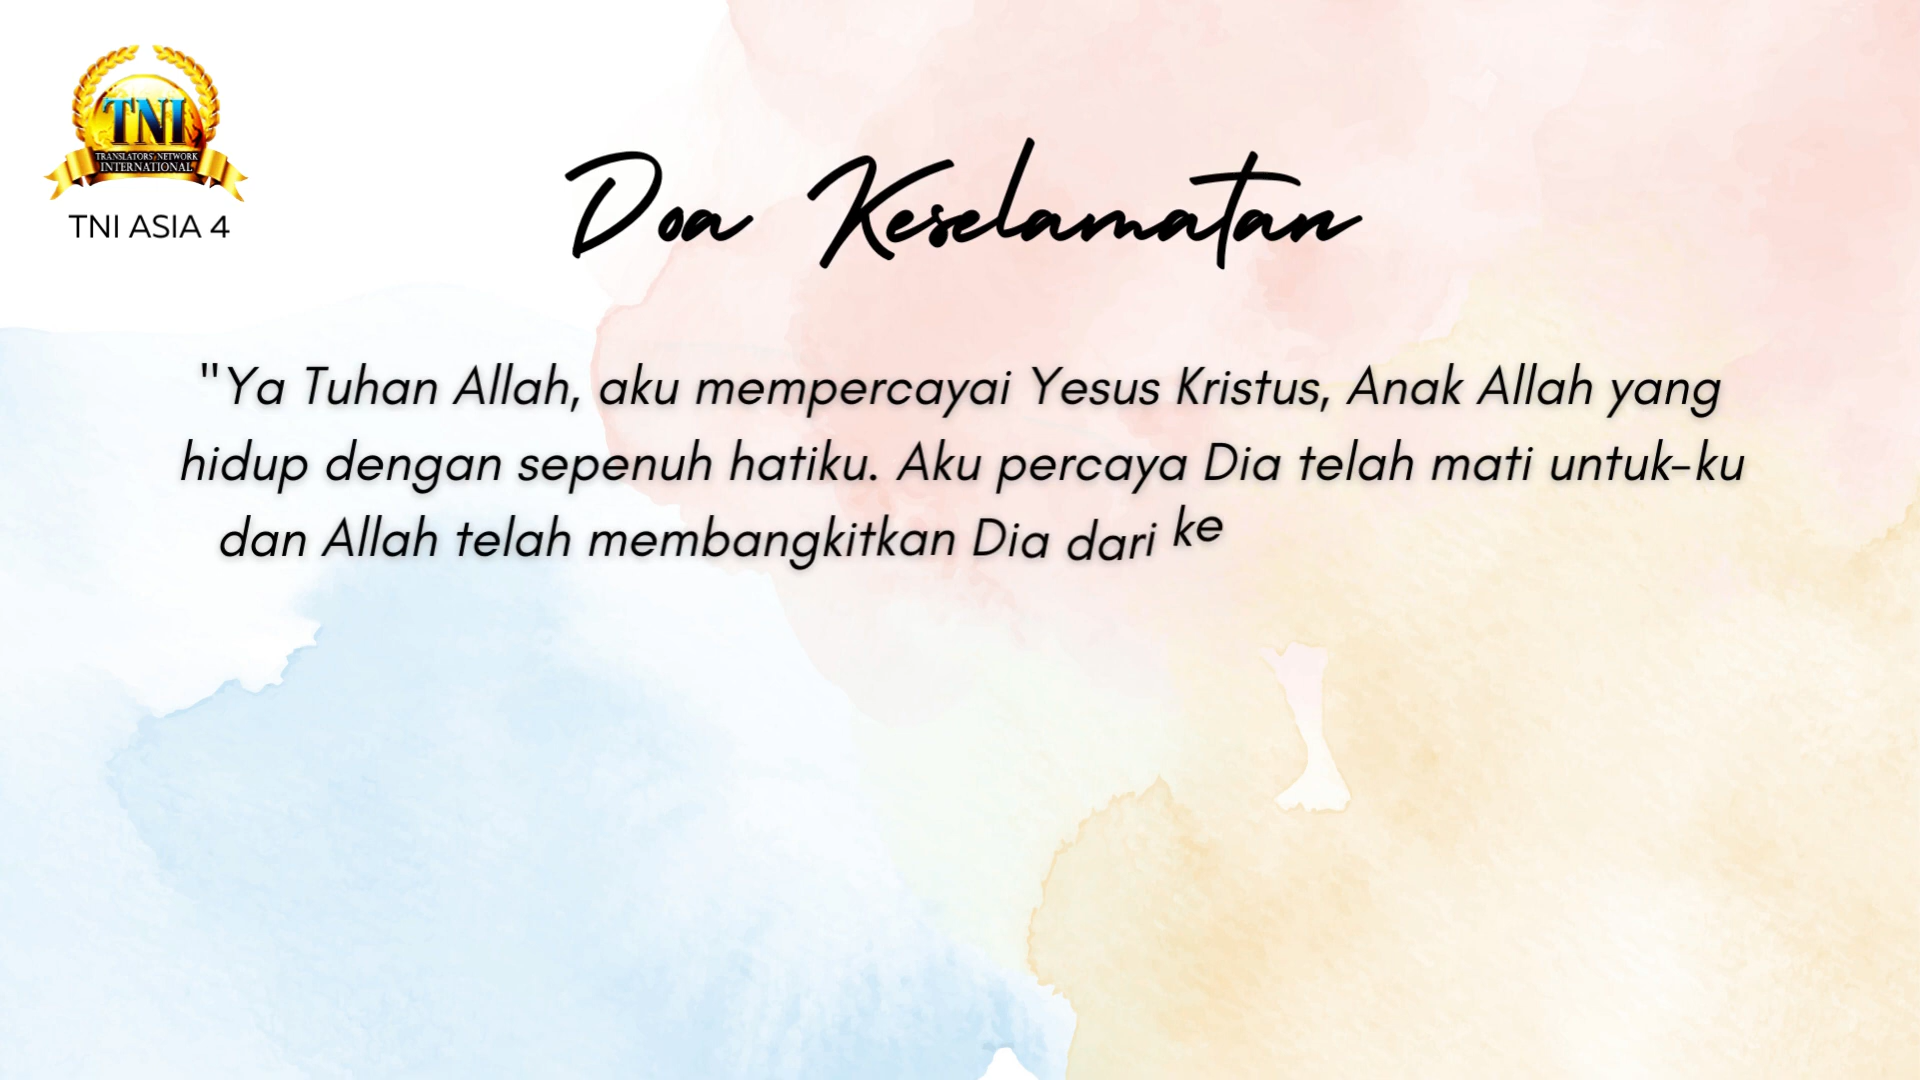 TNI
TRANSLATORS' NETWORK
INTERNATIONAL
TNI ASIA 4
Doa Keselamatan
"Ya Tuhan Allah, aku mempercayai Yesus Kristus, Anak Allah yang
hidup dengan sepenuh hatiku. Aku percaya Dia telah mati untuk-ku
dan Allah telah membangkitkan Dia dari ke